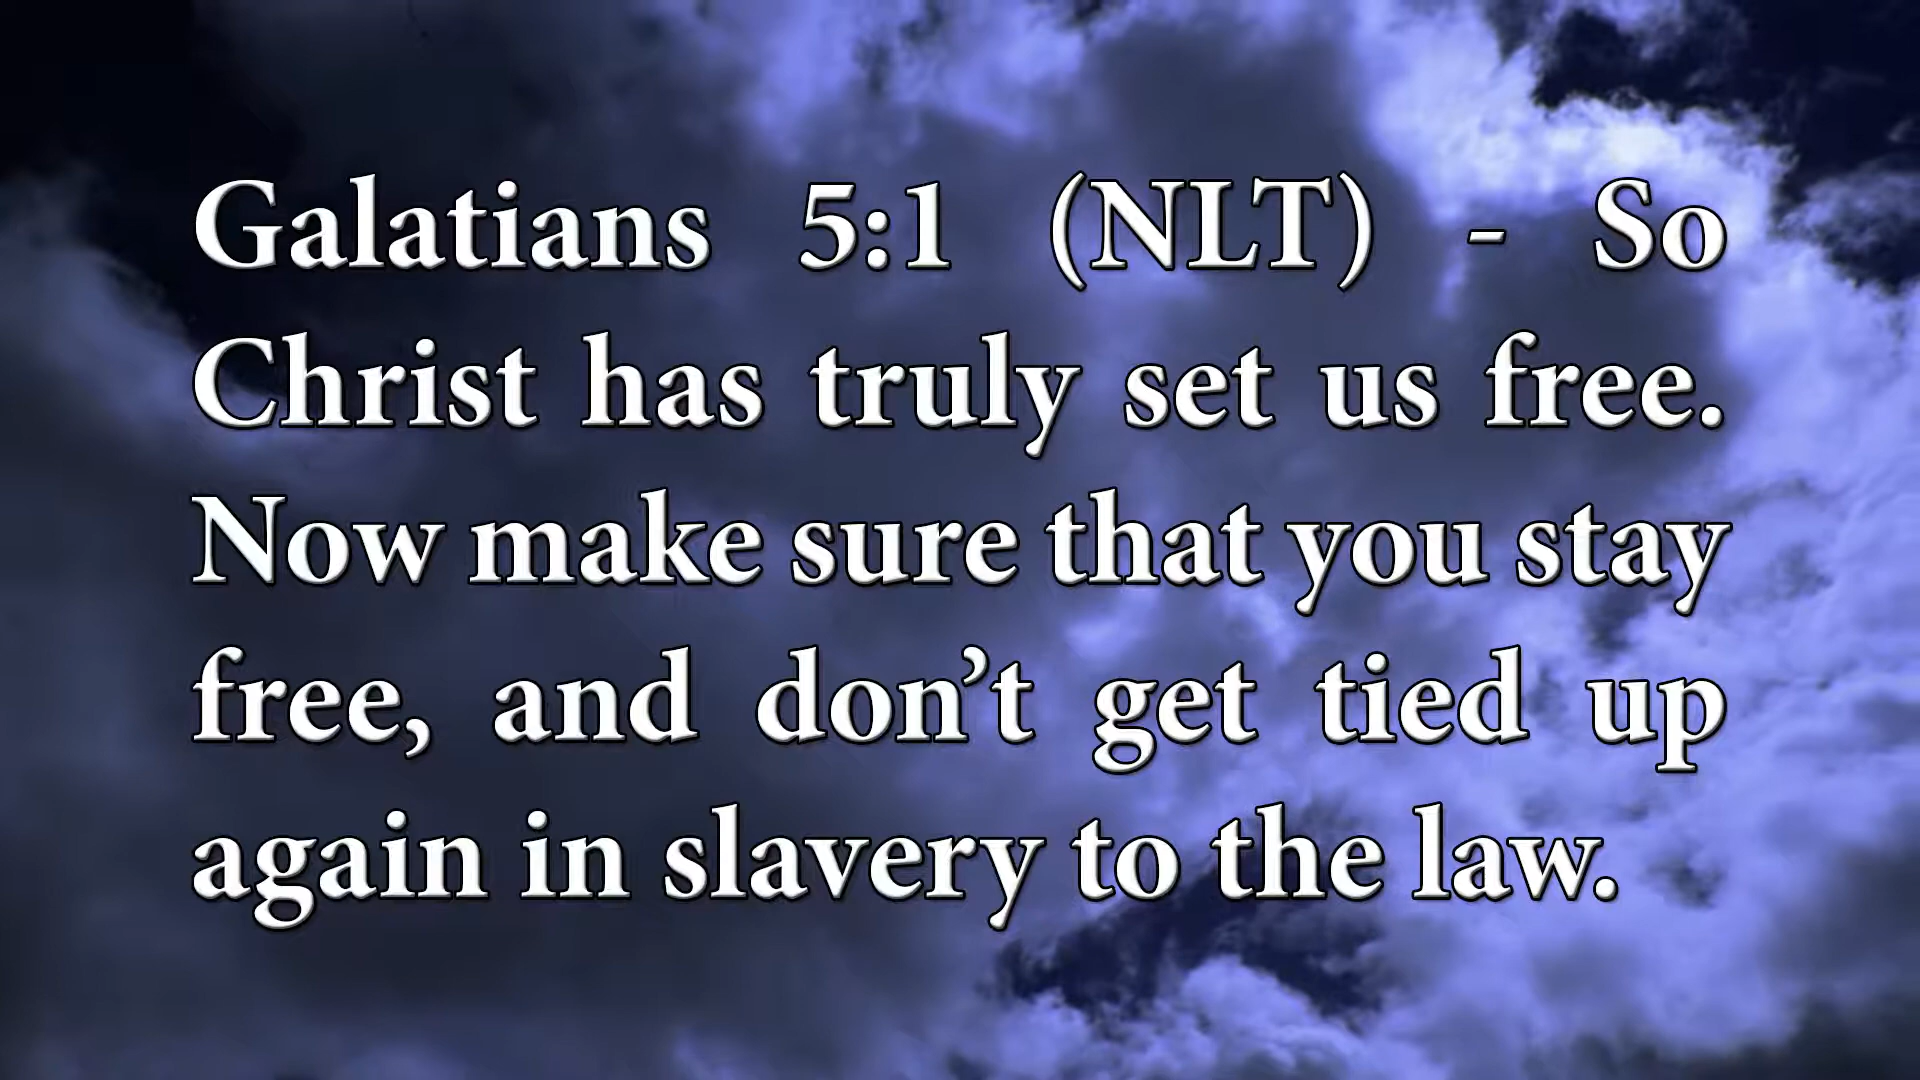 Galatians 5:1 (NLT) - So
Christ has truly set us free.
Now make sure that you stay
free, and don’t get tied up
again in slavery to the law.